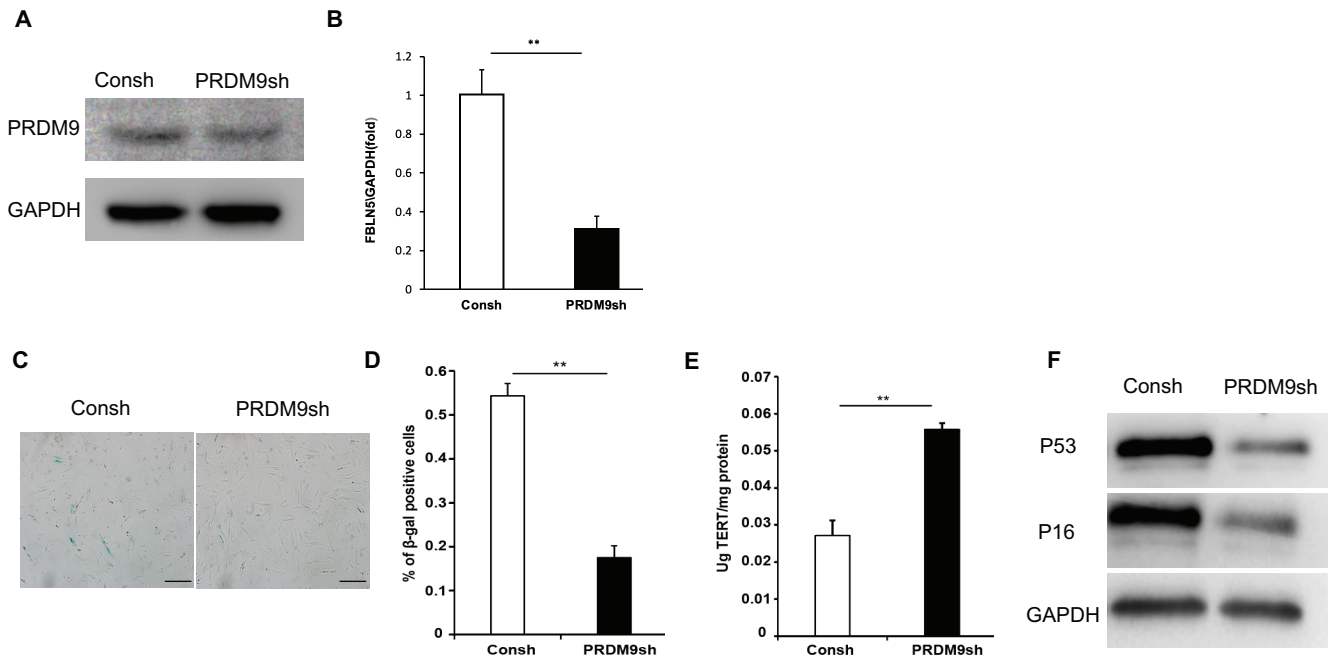 A
Consh PRDM9sh
PRDM9
GAPDH
B
**
1.2
1
0.8
0.6
0.4
0.2
0
FBLN5\GAPDH(fold)
Consh PRDM9sh
C
Consh PRDM9sh
D
**
0.6
0.5
0.4
0.3
0.2
0.1
0
% of β-gal positive cells
Consh PRDM9sh
E
**
0.07
0.06
0.05
0.04
0.03
0.02
0.01
0
Ug TERT/mg protein
Consh PRDM9sh
F
Consh PRDM9sh
P53
P16
GAPDH